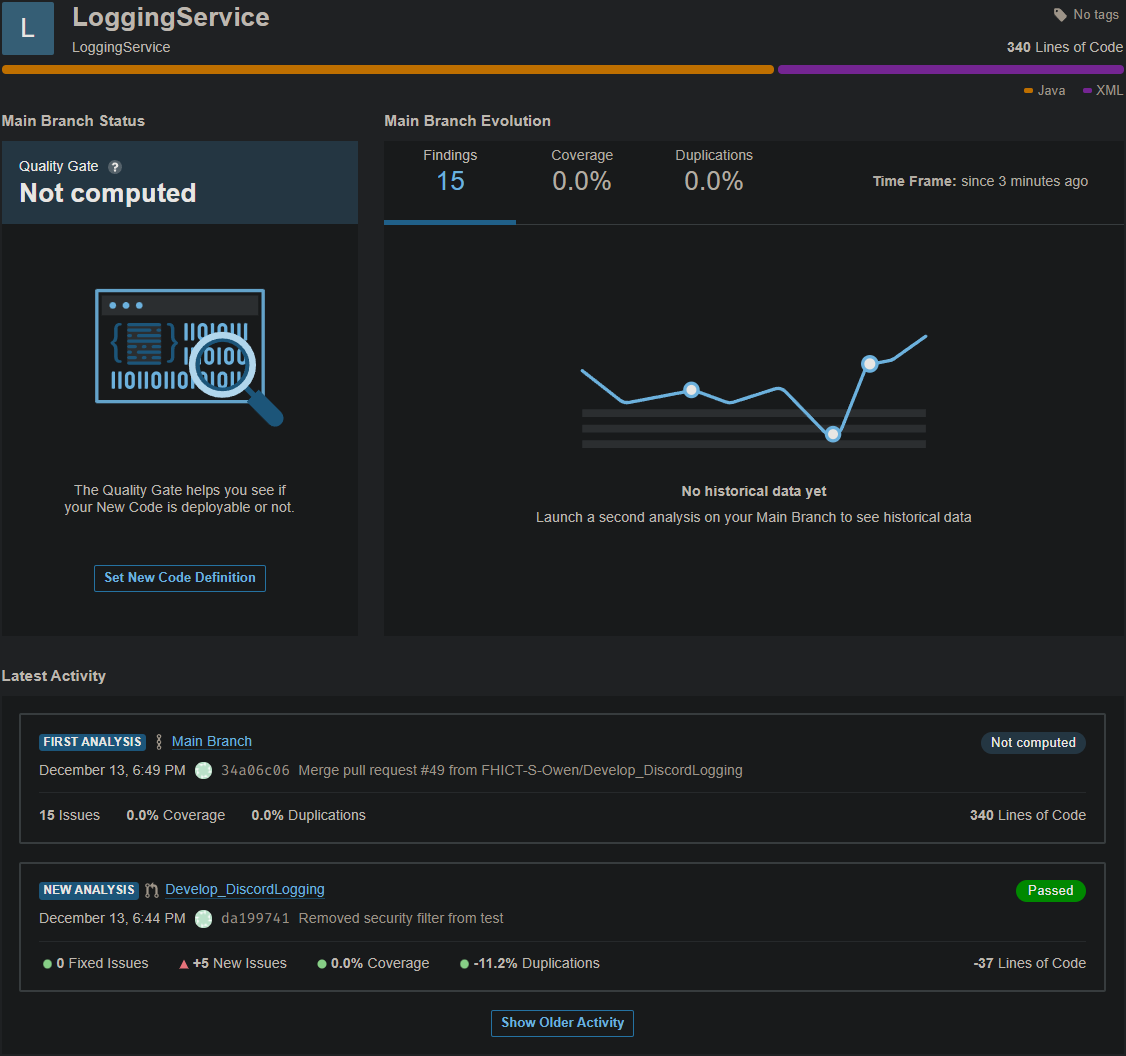 L
LoggingService
No tags
LoggingService
340 Lines of Code
Java XML
Main Branch Status
Quality Gate ?
Not computed
The Quality Gate helps you see if
your New Code is deployable or not.
Set New Code Definition
Main Branch Evolution
Findings
15
Coverage
0.0%
Duplications
0.0%
Time Frame: since 3 minutes ago
No historical data yet
Launch a second analysis on your Main Branch to see historical data
Latest Activity
FIRST ANALYSIS Main Branch
Not computed
December 13, 6:49 PM 34a06c06 Merge pull request #49 from FHICT-S-Owen/Develop_DiscordLogging
15 Issues 0.0% Coverage 0.0% Duplications 340 Lines of Code
NEW ANALYSIS Develop_DiscordLogging
Passed
December 13, 6:44 PM da199741 Removed security filter from test
0 Fixed Issues +5 New Issues 0.0% Coverage -11.2% Duplications -37 Lines of Code
Show Older Activity